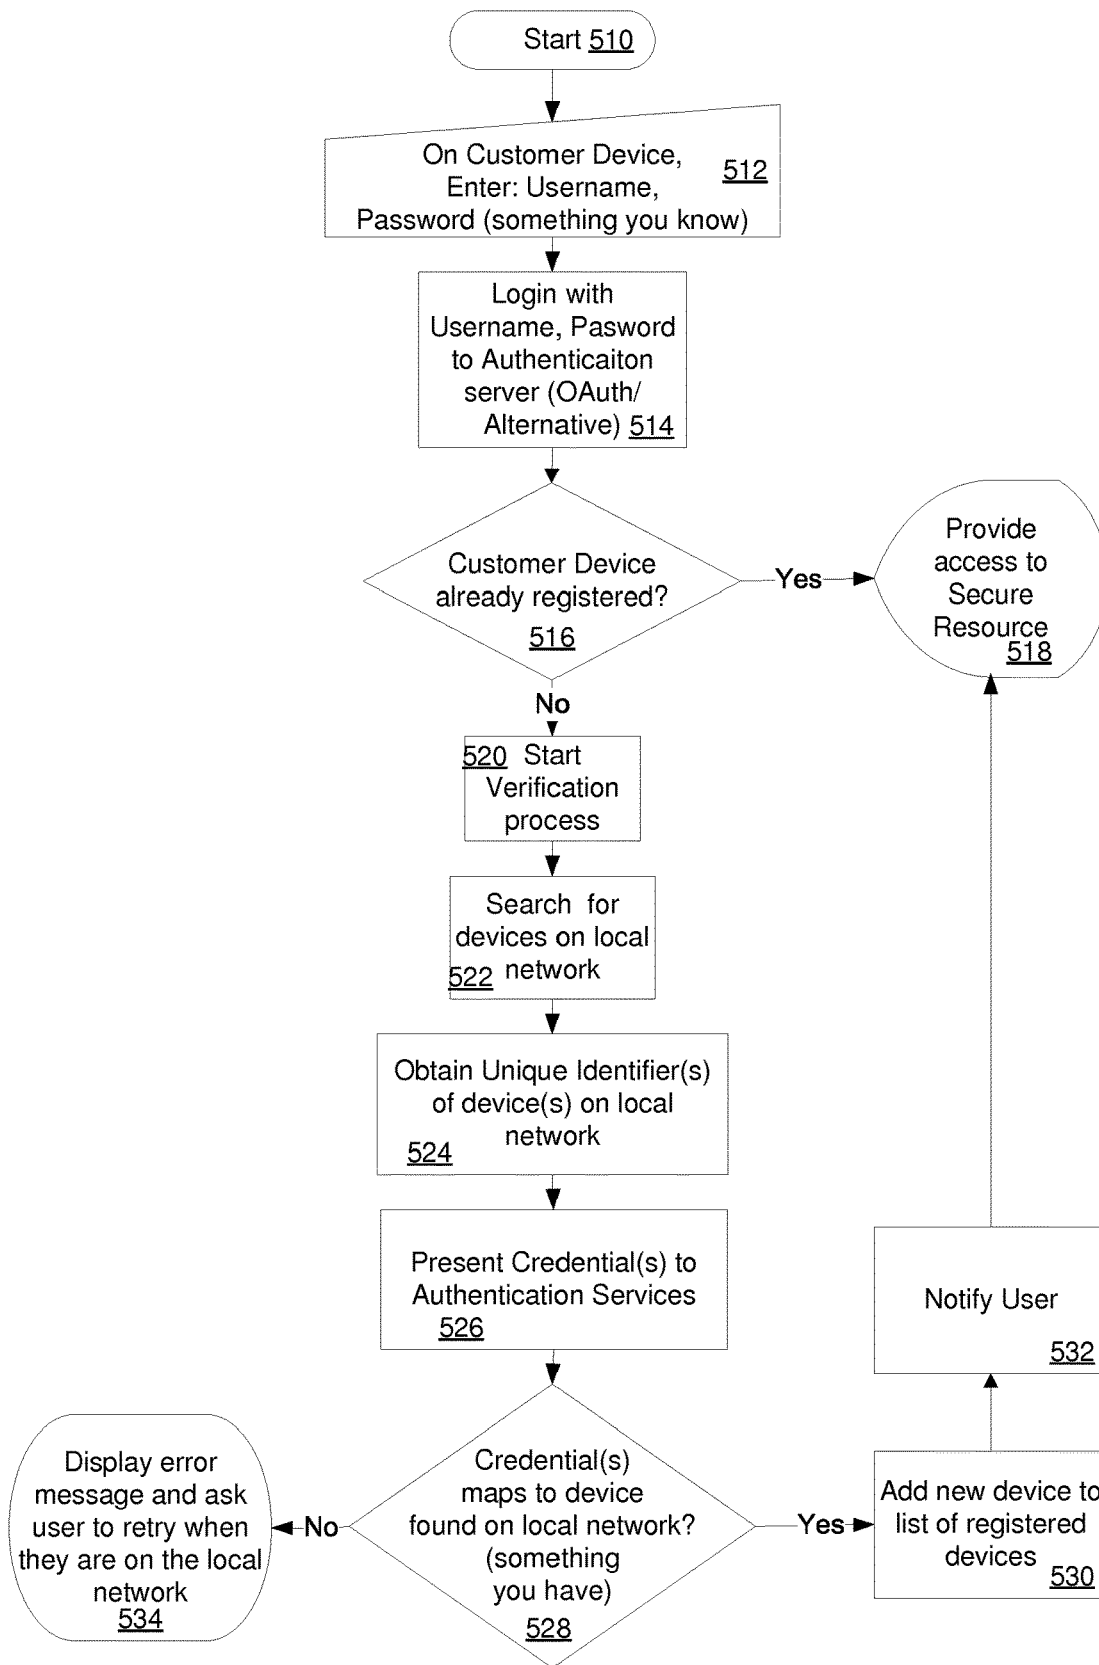 Start 510
On Customer Device,
Enter: Username,
Password (something you know)
512
Login with
Username, Pasword
to Authenticaiton
server (OAuth/
Alternative) 514
Customer Device
already registered?
516
Yes
Provide
access to
Secure
Resource
518
No
520 Start
Verification
process
Search for
devices on local
network
522
Obtain Unique Identifier(s)
of device(s) on local
network
524
Present Credential(s) to
Authentication Services
526
Credential(s)
maps to device
found on local network?
(something
you have)
528
No
Display error
message and ask
user to retry when
they are on the local
network
534
Yes
Add new device to
list of registered
devices
530
Notify User
532